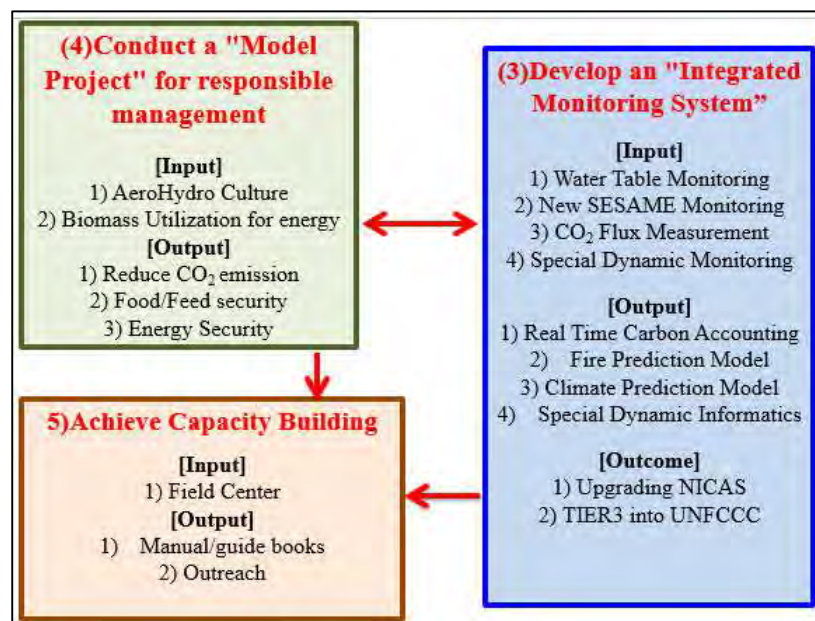 (4)Conduct a "Model
Project" for responsible
management
[Input]
1) AeroHydro Culture
2) Biomass Utilization for energy
[Output]
1) Reduce CO₂ emission
2) Food/Feed security
3) Energy Security
(3)Develop an "Integrated
Monitoring System”
[Input]
1) Water Table Monitoring
2) New SESAME Monitoring
3) CO₂ Flux Measurement
4) Special Dynamic Monitoring
[Output]
1) Real Time Carbon Accounting
2) Fire Prediction Model
3) Climate Prediction Model
4) Special Dynamic Informatics
[Outcome]
1) Upgrading NICAS
2) TIER3 into UNFCCC
5)Achieve Capacity Building
[Input]
1) Field Center
[Output]
1) Manual/guide books
2) Outreach